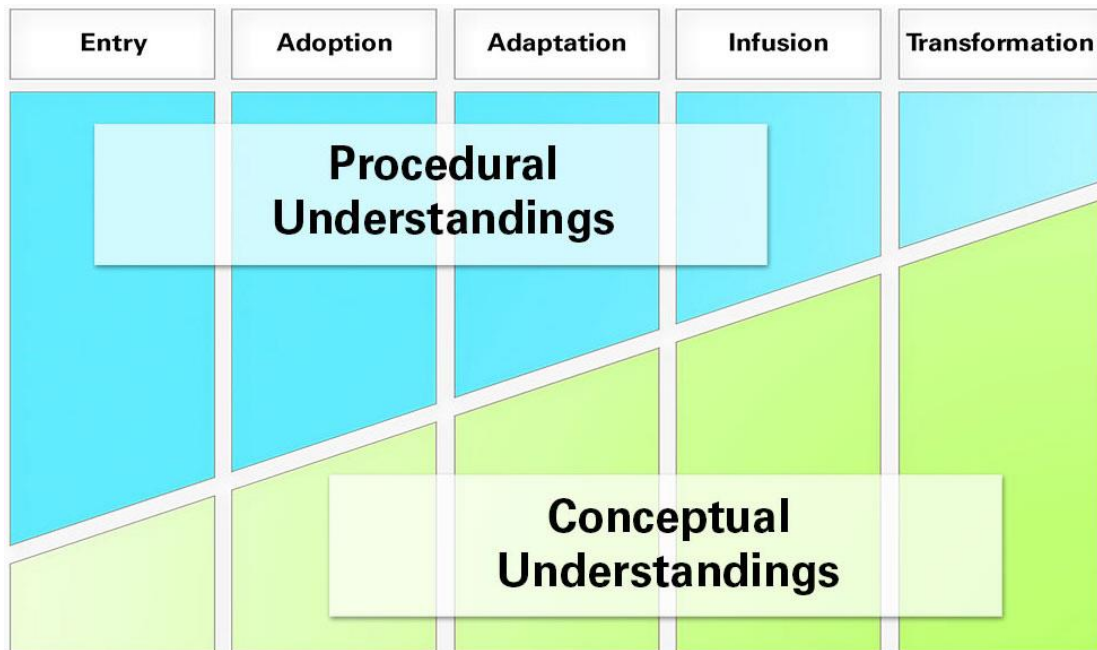 Entry
Adoption
Adaptation
Infusion
Transformation
Procedural
Understandings
Conceptual
Understandings